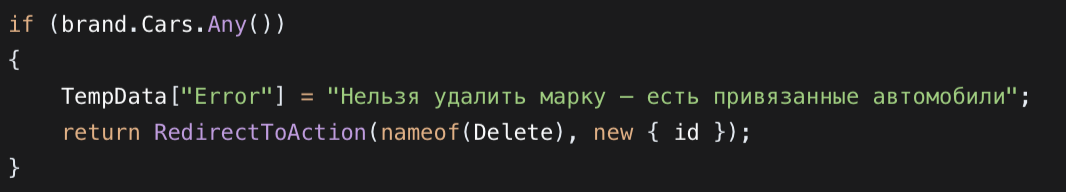 if (brand.Cars.Any())
{
    TempData["Error"] = "Нельзя удалить марку — есть привязанные автомобили";
    return RedirectToAction(nameof(Delete), new { id });
}